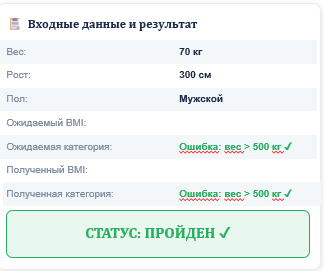 Входные данные и результат
Вес: 70 кг
Рост: 300 см
Пол: Мужской
Ожидаемый BMI:
Ожидаемая категория: Ошибка: вес > 500 кг ✓
Полученный BMI:
Полученная категория: Ошибка: вес > 500 кг ✓
СТАТУС: ПРОЙДЕН ✓